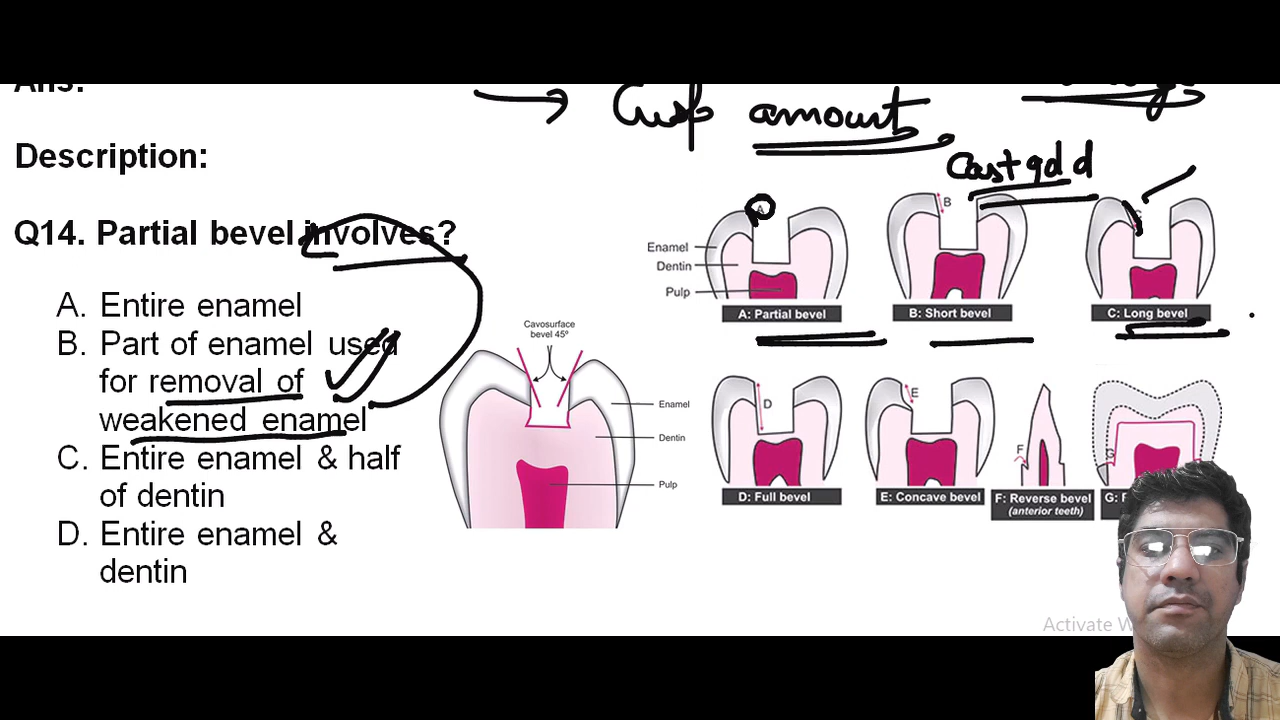 Ans:
Cusp amount
Description:
Cast gold
Q14. Partial bevel involves?
A. Entire enamel
B. Part of enamel used
for removal of
weakened enamel
C. Entire enamel & half
of dentin
D. Entire enamel &
dentin
Cavosurface
bevel 45°
Enamel
Dentin
Pulp
A
Enamel
Dentin
Pulp
A: Partial bevel
B
B: Short bevel
C: Long bevel
D
D: Full bevel
E
E: Concave bevel
F
F: Reverse bevel
(anterior teeth)
G
G:
Activate